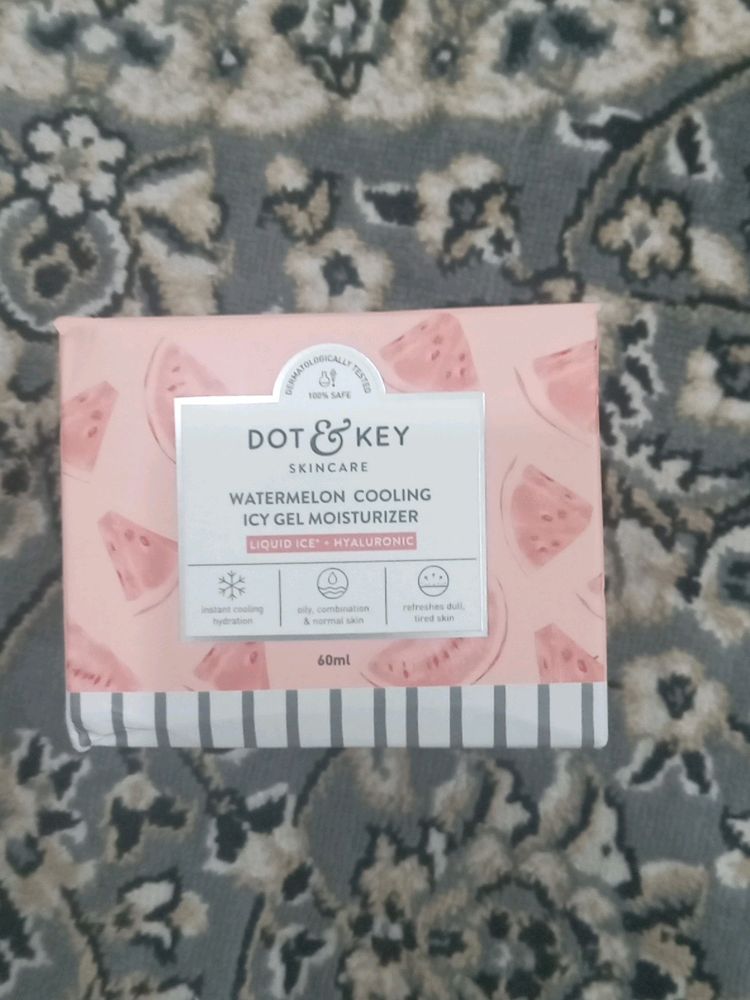 DERMATOLOGICALLY TESTED
100% SAFE
DOT & KEY
SKINCARE
WATERMELON COOLING
ICY GEL MOISTURIZER
LIQUID ICE* + HYALURONIC
instant cooling
hydration
oily, combination
& normal skin
refreshes dull,
tired skin
60ml